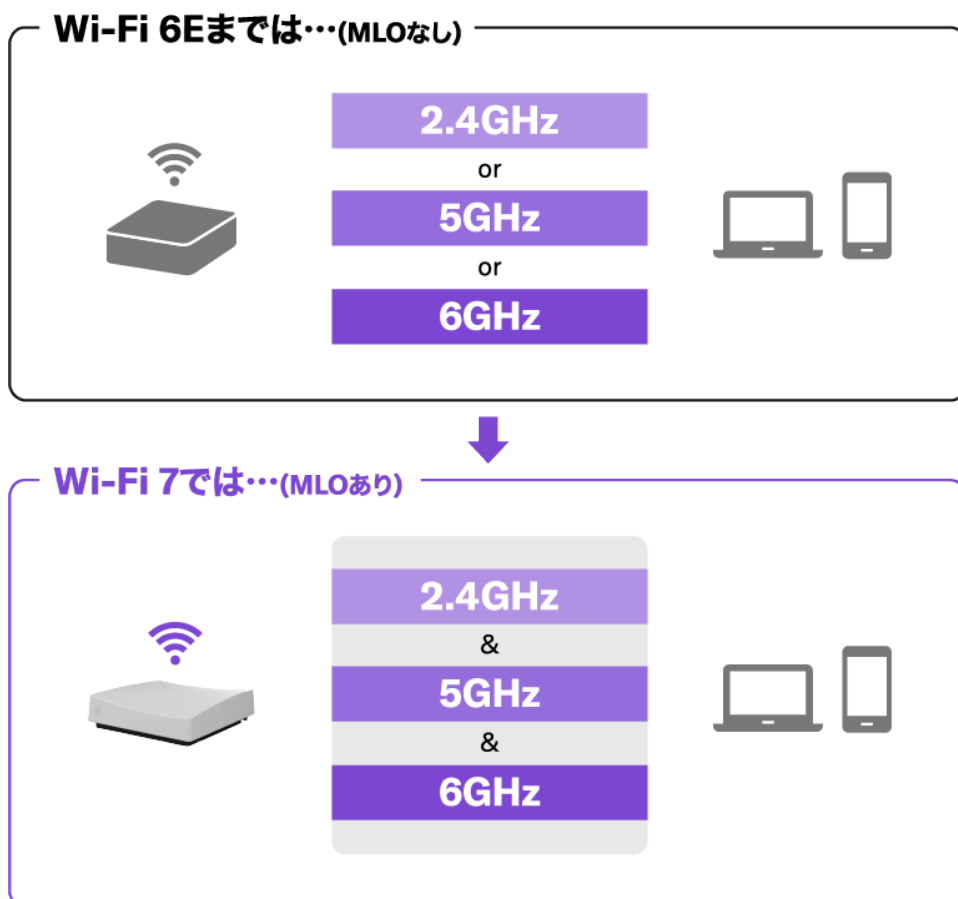 Wi-Fi 6Eまでは…(MLOなし)
2.4GHz
or
5GHz
or
6GHz
Wi-Fi 7では…(MLOあり)
2.4GHz
&
5GHz
&
6GHz